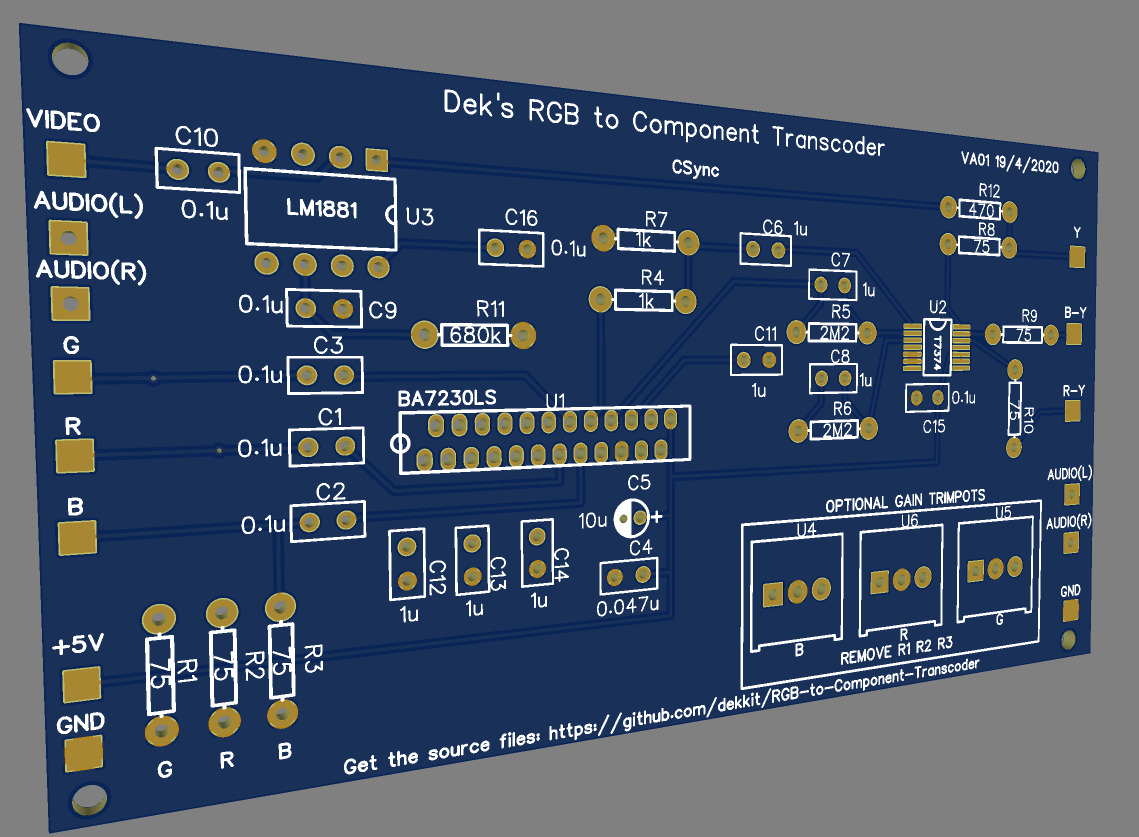 Dek's RGB to Component Transcoder
VA01 19/4/2020
VIDEO
C10
0.1u
LM1881
U3
CSync
R12
470
R8
75
Y
AUDIO(L)
AUDIO(R)
C16
0.1u
R7
1k
C6
1u
R4
1k
C7
1u
0.1u
C9
R11
680k
R5
2M2
U2
T7374
R9
75
B-Y
G
0.1u
C3
C11
1u
C8
1u
0.1u
C15
75
R10
R-Y
BA7230LS
U1
R6
2M2
R
0.1u
C1
B
0.1u
C2
C5
10u
+
C4
0.047u
C12
1u
C13
1u
C14
1u
OPTIONAL GAIN TRIMPOTS
U4
U6
U5
B
R
G
REMOVE R1 R2 R3
AUDIO(L)
AUDIO(R)
GND
+5V
GND
75
R1
75
R2
75
R3
G
R
B
Get the source files: https://github.com/dekkit/RGB-to-Component-Transcoder